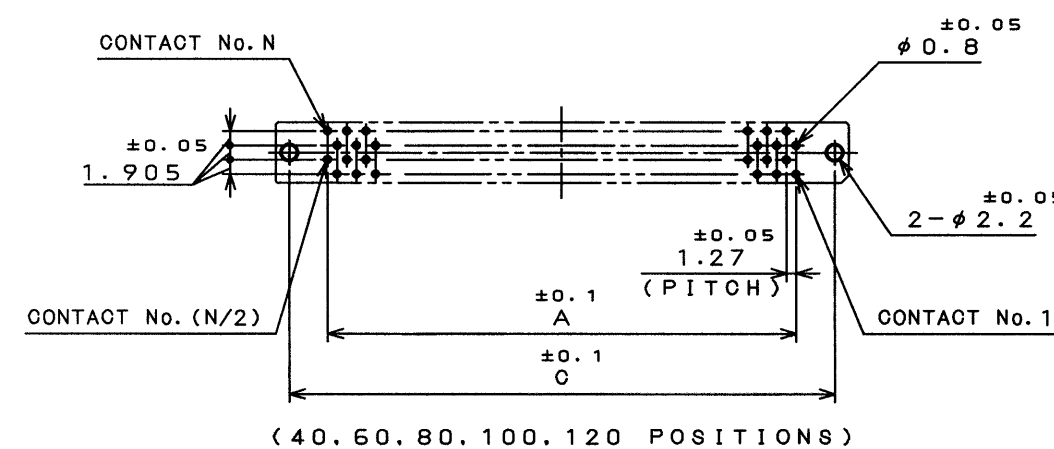 ±0.05
φ0.8
CONTACT No.N
±0.05
1.905
±0.05
2-φ2.2
±0.05
1.27
(PITCH)
±0.1
A
CONTACT No.(N/2)
CONTACT No.1
±0.1
C
(40,60,80,100,120 POSITIONS)